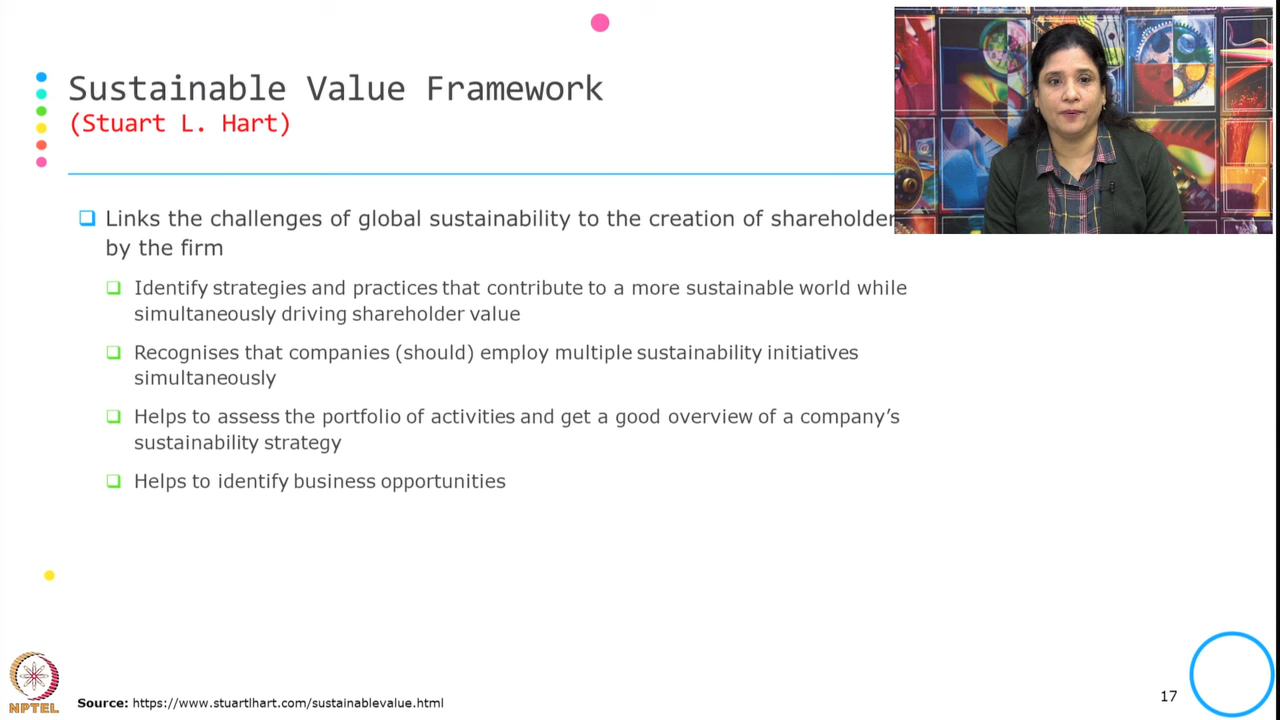 Sustainable Value Framework
(Stuart L. Hart)
Links the challenges of global sustainability to the creation of shareholder
by the firm
Identify strategies and practices that contribute to a more sustainable world while
simultaneously driving shareholder value
Recognises that companies (should) employ multiple sustainability initiatives
simultaneously
Helps to assess the portfolio of activities and get a good overview of a company’s
sustainability strategy
Helps to identify business opportunities
NPTEL
Source: https://www.stuartlhart.com/sustainablevalue.html
17